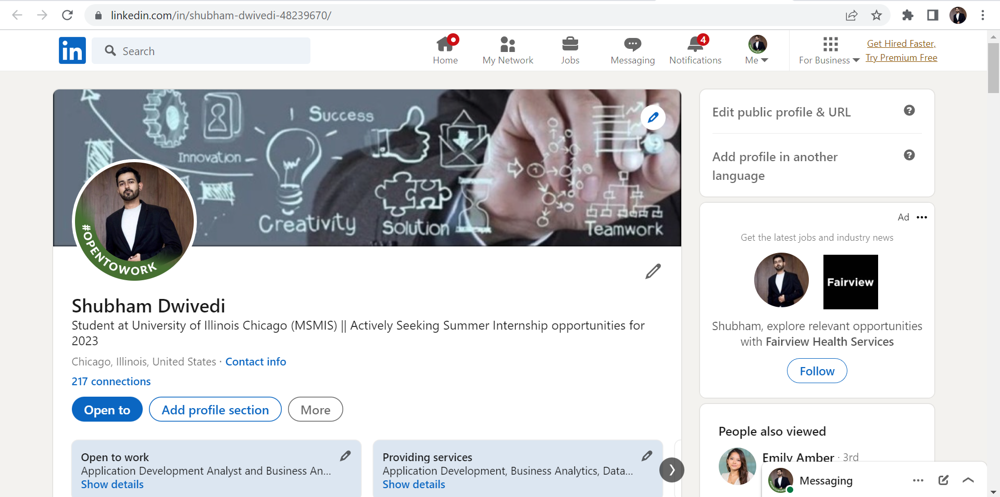 linkedin.com/in/shubham-dwivedi-48239670/
in
Search
Home
My Network
Jobs
Messaging
4
Notifications
Me
For Business
Get Hired Faster,
Try Premium Free
Success
Innovation
Creativity
Solution
Teamwork
#OPENTOWORK
Shubham Dwivedi
Student at University of Illinois Chicago (MSMIS) || Actively Seeking Summer Internship opportunities for
2023
Chicago, Illinois, United States · Contact info
217 connections
Open to
Add profile section
More
Open to work
Application Development Analyst and Business An...
Show details
Providing services
Application Development, Business Analytics, Data...
Show details
Edit public profile & URL
Add profile in another
language
Ad
Get the latest jobs and industry news
Fairview
Shubham, explore relevant opportunities
with Fairview Health Services
Follow
People also viewed
Emily Amber · 3rd
Messaging